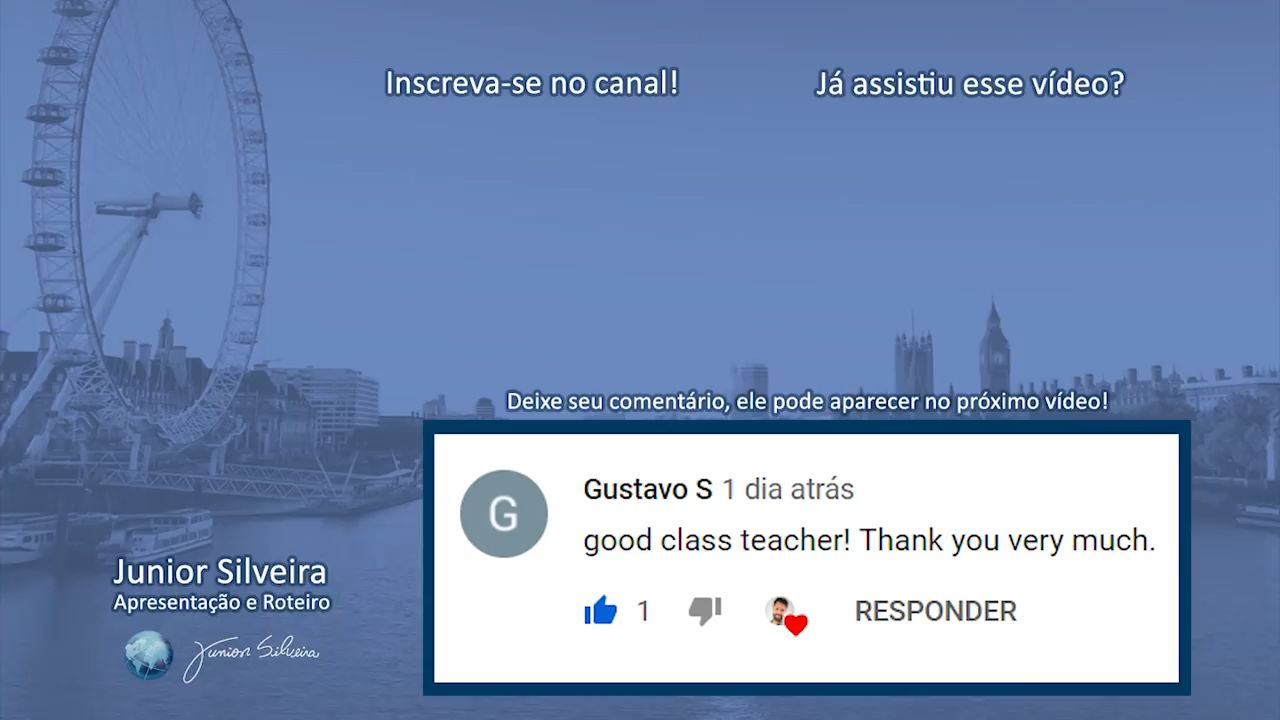 Inscreva-se no canal!
Já assistiu esse vídeo?
Deixe seu comentário, ele pode aparecer no próximo vídeo!
G
Gustavo S 1 dia atrás
good class teacher! Thank you very much.
1
RESPONDER
Junior Silveira
Apresentação e Roteiro
Junior Silveira